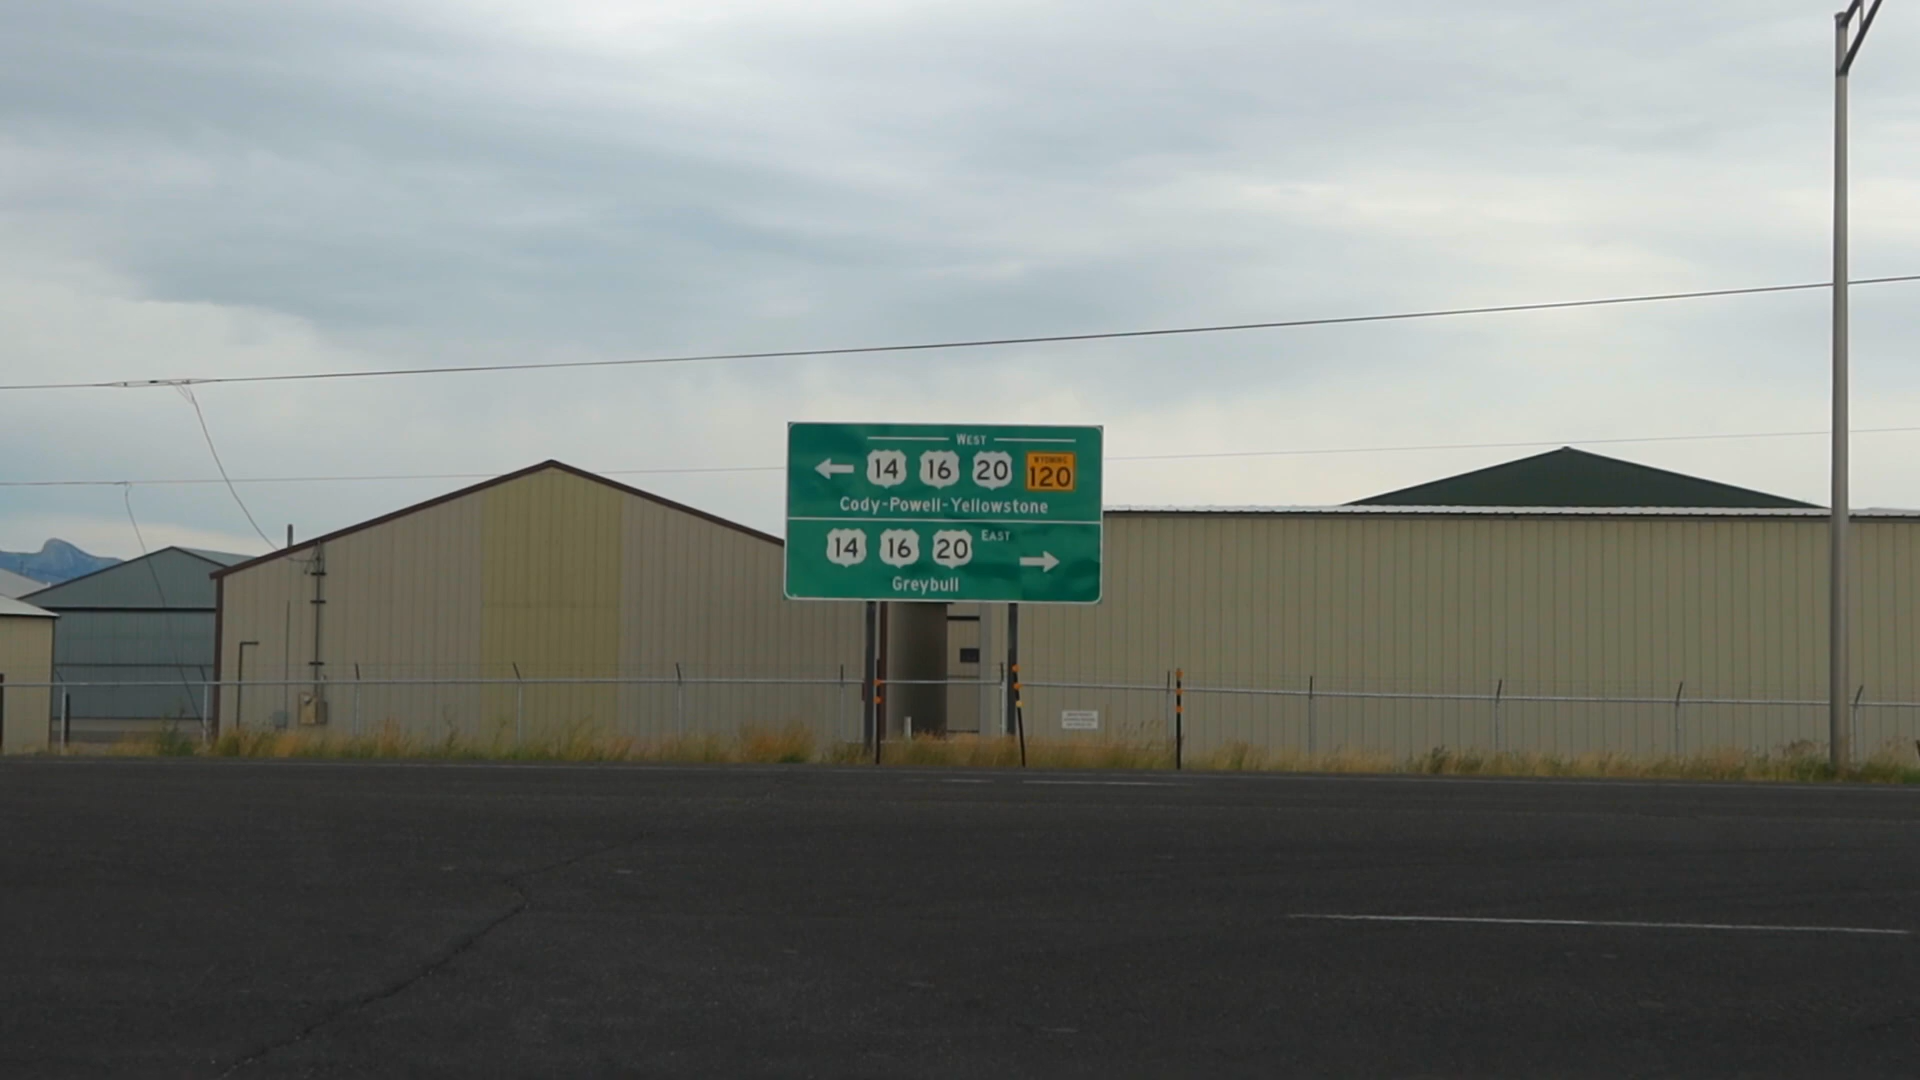 WEST
14 16 20 WYOMING 120
Cody-Powell-Yellowstone
14 16 20 EAST
Greybull